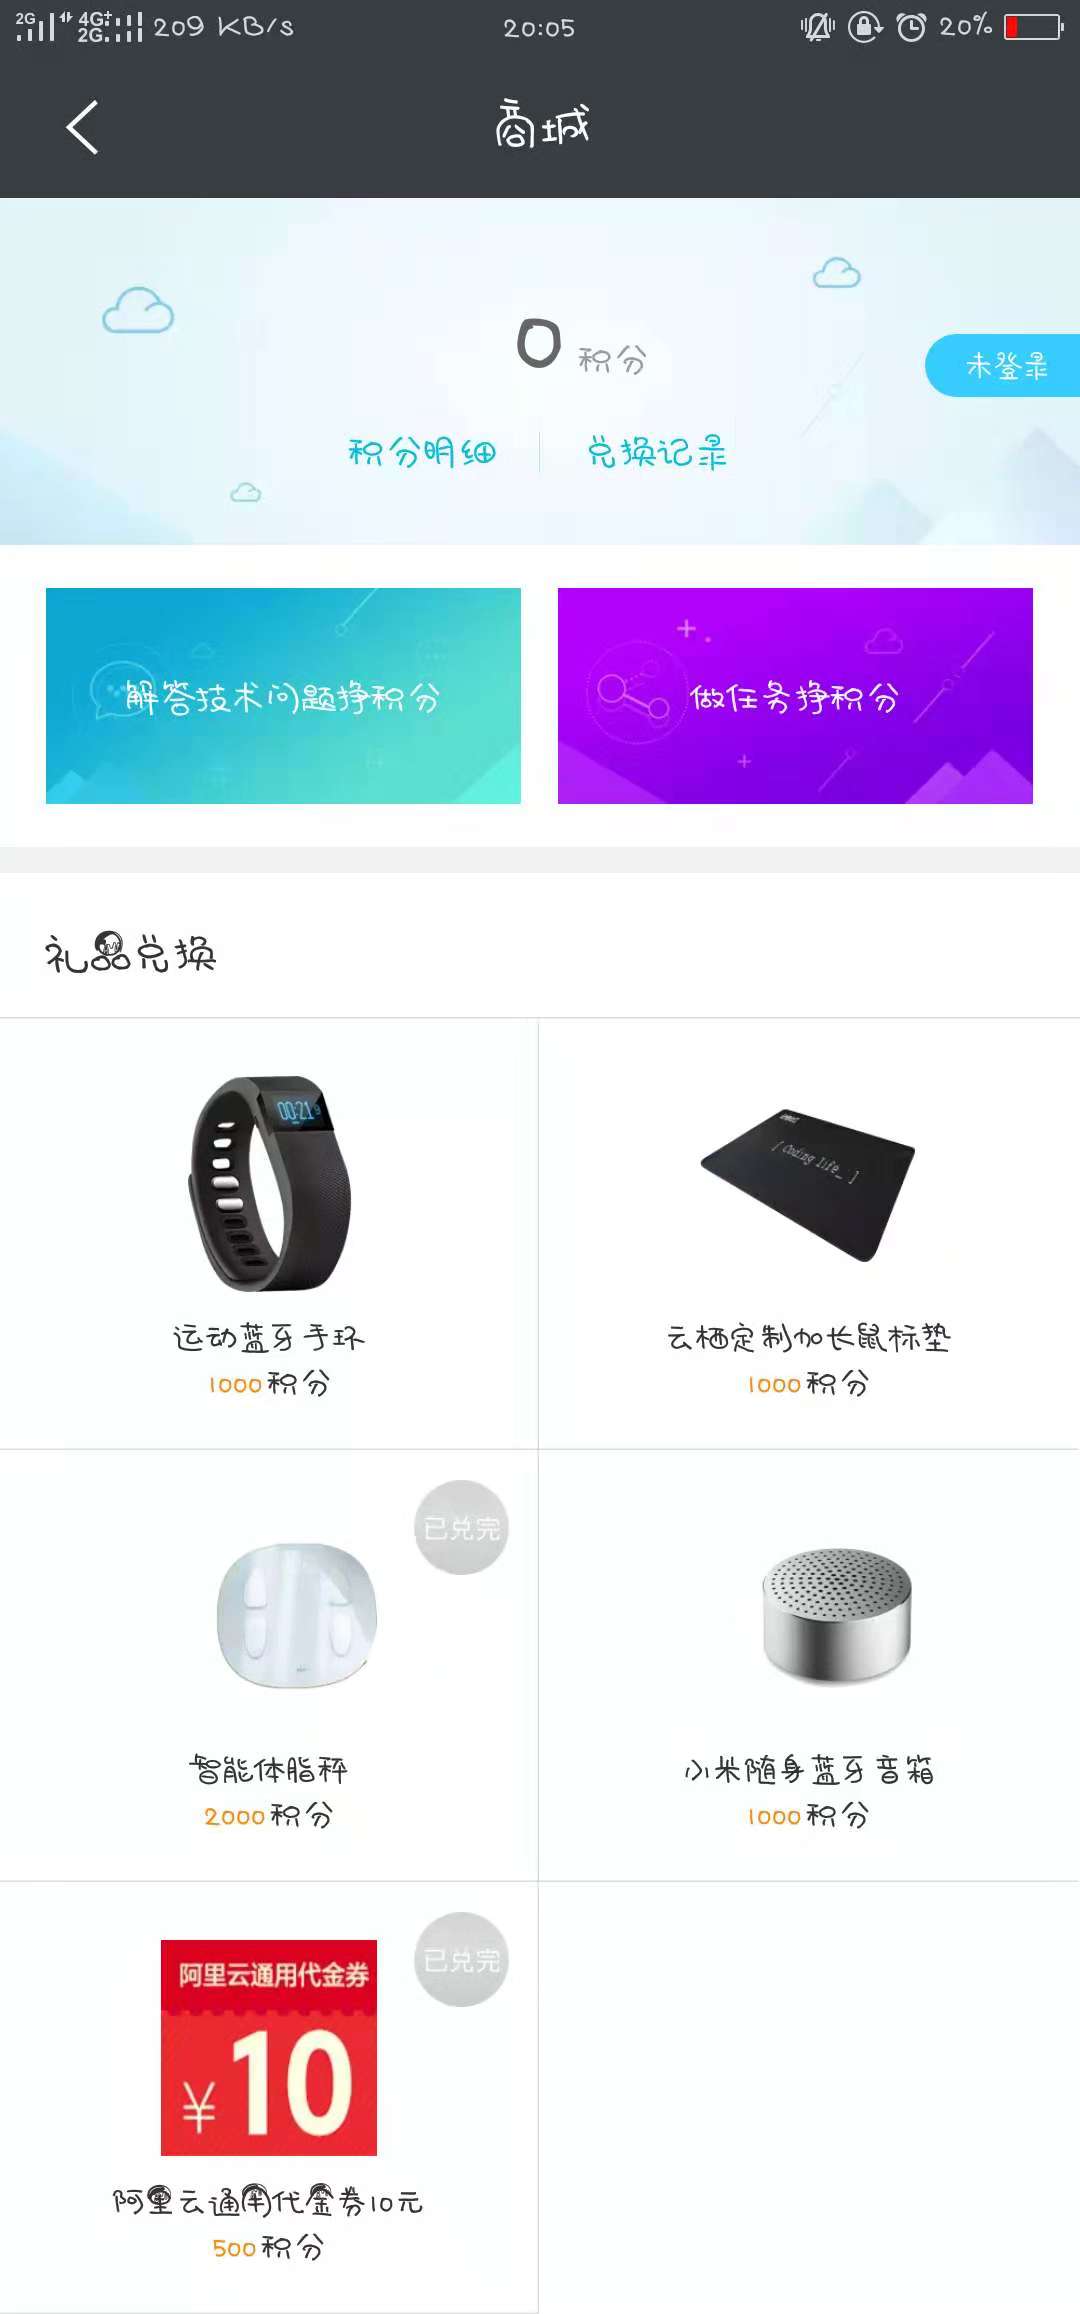 2G 4G+ 2G 209 KB/s 20:05 20%
商城
0 积分
未登录
积分明细 兑换记录
解答技术问题挣积分 做任务挣积分
礼品兑换
00:21
[ Coding life_ ]
运动蓝牙手环 云栖定制加长鼠标垫
1000积分 1000积分
已兑完
智能体脂秤 小米随身蓝牙音箱
2000积分 1000积分
已兑完
阿里云通用代金券
¥10
阿里云通用代金券10元
500积分